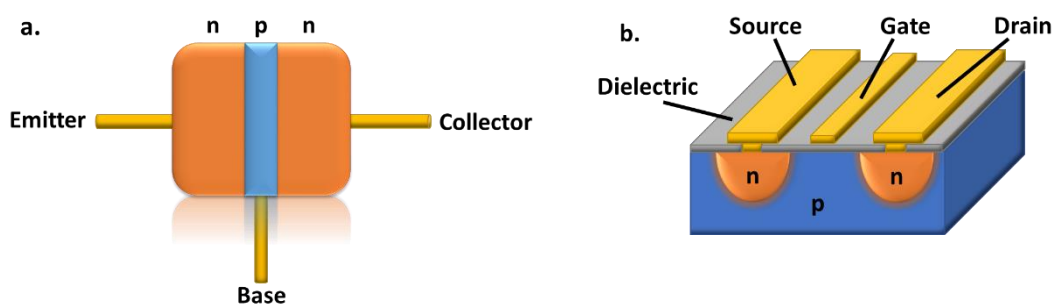 a.
n p n
Emitter
Collector
Base
b.
Source
Gate
Drain
Dielectric
n
n
p